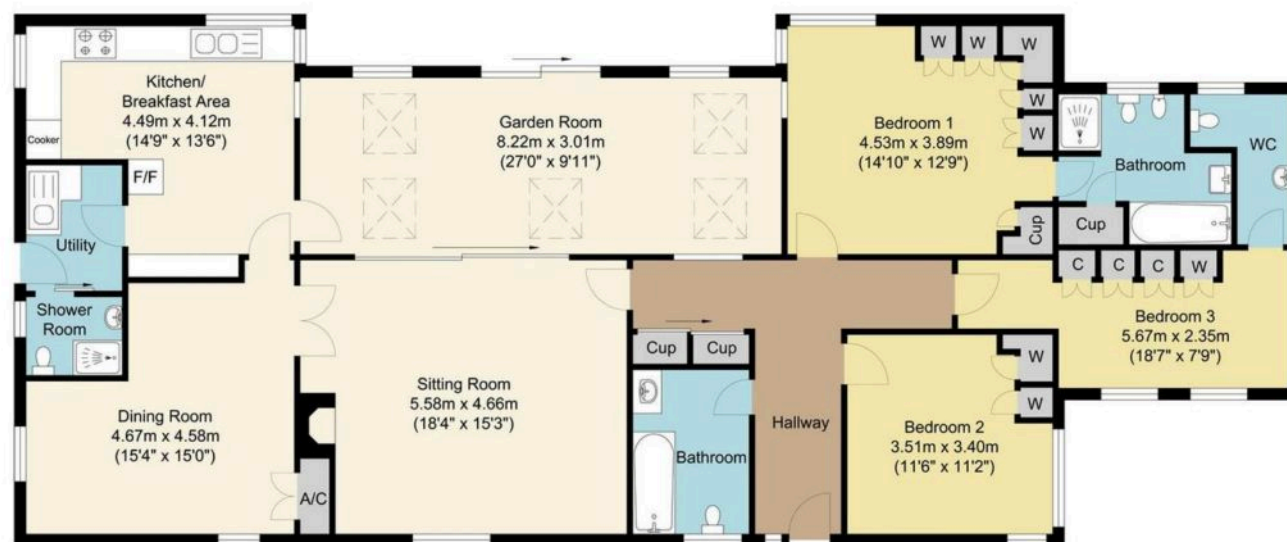 Kitchen/
Breakfast Area
4.49m x 4.12m
(14'9" x 13'6")
Cooker
F/F
Utility
Shower
Room
Dining Room
4.67m x 4.58m
(15'4" x 15'0")
A/C
Garden Room
8.22m x 3.01m
(27'0" x 9'11")
Sitting Room
5.58m x 4.66m
(18'4" x 15'3")
Cup
Cup
Bathroom
Hallway
Bedroom 1
4.53m x 3.89m
(14'10" x 12'9")
W
W
W
W
W
Cup
Bathroom
Cup
WC
C
C
C
W
Bedroom 3
5.67m x 2.35m
(18'7" x 7'9")
Bedroom 2
3.51m x 3.40m
(11'6" x 11'2")
W
W